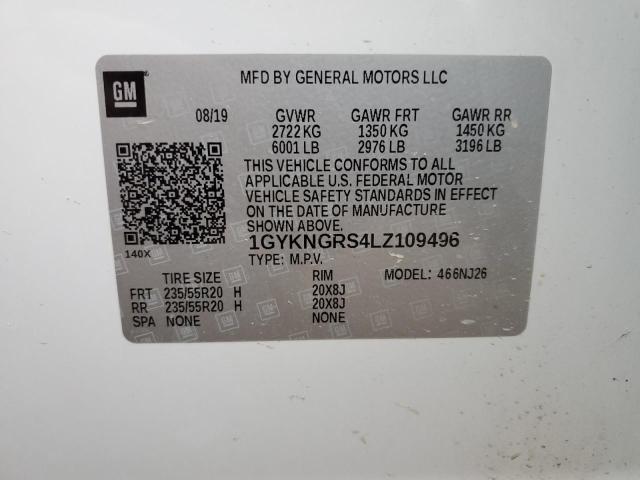 GM
MFD BY GENERAL MOTORS LLC
08/19 GVWR GAWR FRT GAWR RR
2722 KG 1350 KG 1450 KG
6001 LB 2976 LB 3196 LB
THIS VEHICLE CONFORMS TO ALL
APPLICABLE U.S. FEDERAL MOTOR
VEHICLE SAFETY STANDARDS IN EFFECT
ON THE DATE OF MANUFACTURE
SHOWN ABOVE.
1GYKNGRS4LZ109496
140X
TYPE: M.P.V.
TIRE SIZE RIM MODEL: 466NJ26
FRT 235/55R20 H 20X8J
RR 235/55R20 H 20X8J
SPA NONE NONE